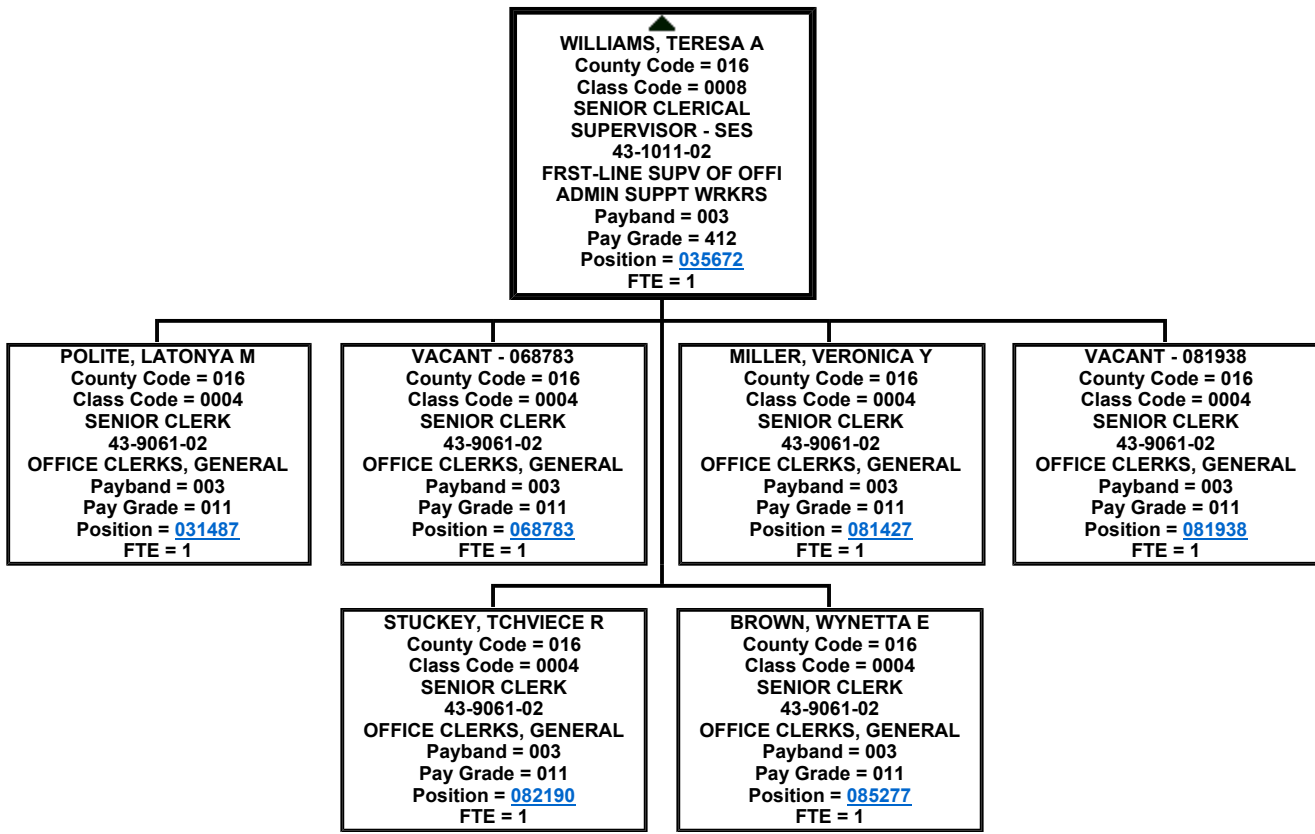 WILLIAMS, TERESA A
County Code = 016
Class Code = 0008
SENIOR CLERICAL
SUPERVISOR - SES
43-1011-02
FRST-LINE SUPV OF OFFI
ADMIN SUPPT WRKRS
Payband = 003
Pay Grade = 412
Position = 035672
FTE = 1
POLITE, LATONYA M
County Code = 016
Class Code = 0004
SENIOR CLERK
43-9061-02
OFFICE CLERKS, GENERAL
Payband = 003
Pay Grade = 011
Position = 031487
FTE = 1
VACANT - 068783
County Code = 016
Class Code = 0004
SENIOR CLERK
43-9061-02
OFFICE CLERKS, GENERAL
Payband = 003
Pay Grade = 011
Position = 068783
FTE = 1
MILLER, VERONICA Y
County Code = 016
Class Code = 0004
SENIOR CLERK
43-9061-02
OFFICE CLERKS, GENERAL
Payband = 003
Pay Grade = 011
Position = 081427
FTE = 1
VACANT - 081938
County Code = 016
Class Code = 0004
SENIOR CLERK
43-9061-02
OFFICE CLERKS, GENERAL
Payband = 003
Pay Grade = 011
Position = 081938
FTE = 1
STUCKEY, TCHVIECE R
County Code = 016
Class Code = 0004
SENIOR CLERK
43-9061-02
OFFICE CLERKS, GENERAL
Payband = 003
Pay Grade = 011
Position = 082190
FTE = 1
BROWN, WYNETTA E
County Code = 016
Class Code = 0004
SENIOR CLERK
43-9061-02
OFFICE CLERKS, GENERAL
Payband = 003
Pay Grade = 011
Position = 085277
FTE = 1